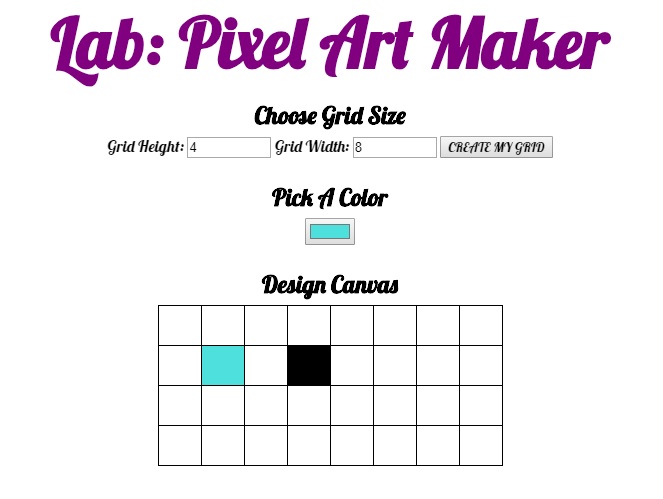 Lab: Pixel Art Maker
Choose Grid Size
Grid Height: 4 Grid Width: 8 CREATE MY GRID
Pick A Color
Design Canvas